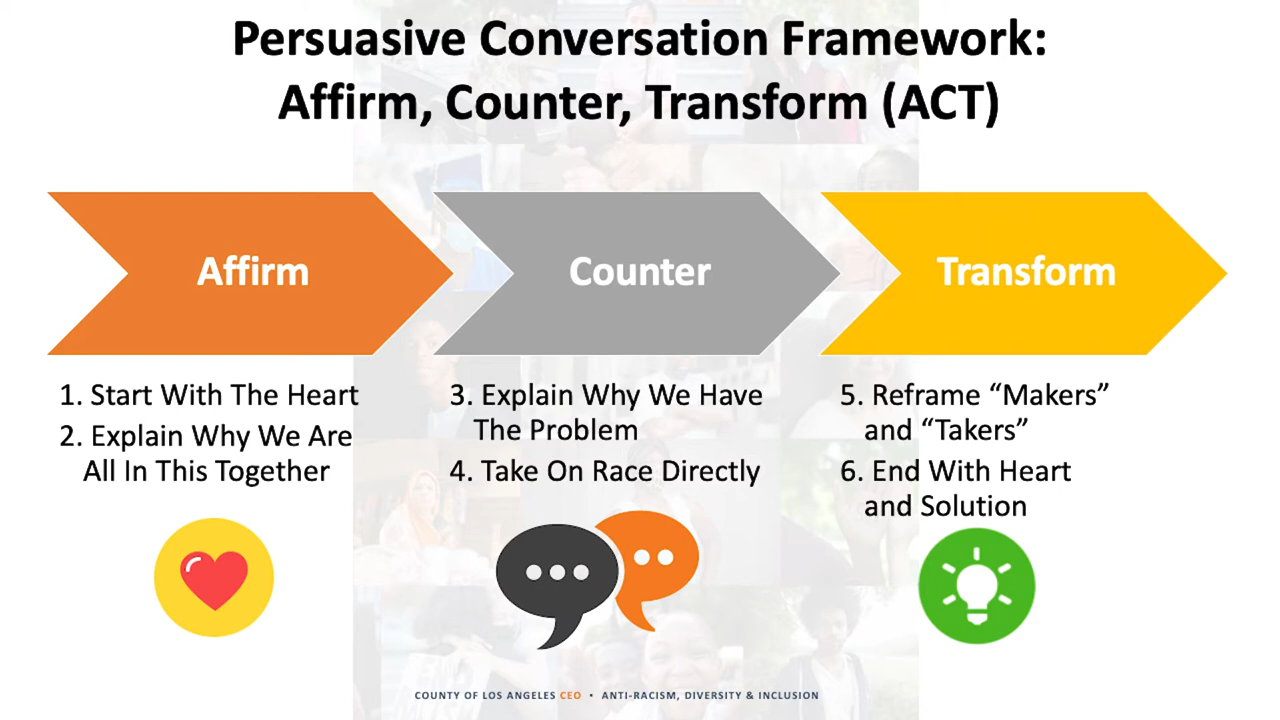 Persuasive Conversation Framework:
Affirm, Counter, Transform (ACT)
Affirm
1. Start With The Heart
2. Explain Why We Are
All In This Together
Counter
3. Explain Why We Have
The Problem
4. Take On Race Directly
Transform
5. Reframe “Makers”
and “Takers”
6. End With Heart
and Solution
COUNTY OF LOS ANGELES CEO • ANTI-RACISM, DIVERSITY & INCLUSION